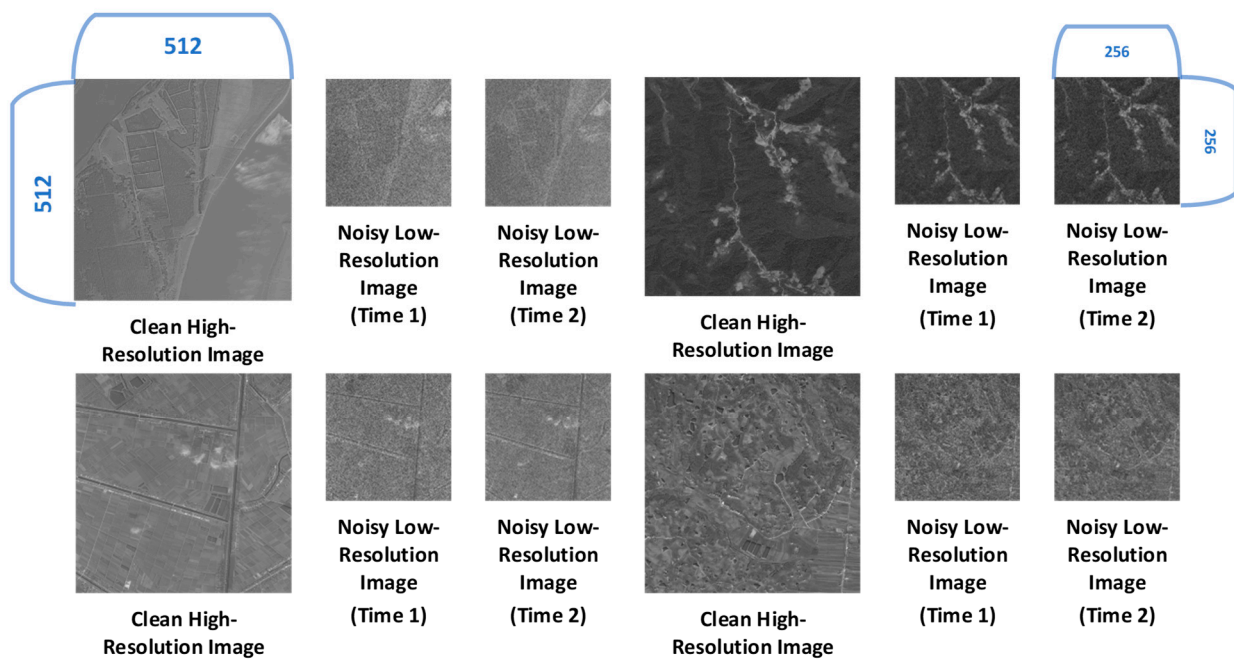 512
256
512
256
Clean High-
Resolution Image
Noisy Low-
Resolution
Image
(Time 1)
Noisy Low-
Resolution
Image
(Time 2)
Clean High-
Resolution Image
Noisy Low-
Resolution
Image
(Time 1)
Noisy Low-
Resolution
Image
(Time 2)
Clean High-
Resolution Image
Noisy Low-
Resolution
Image
(Time 1)
Noisy Low-
Resolution
Image
(Time 2)
Clean High-
Resolution Image
Noisy Low-
Resolution
Image
(Time 1)
Noisy Low-
Resolution
Image
(Time 2)